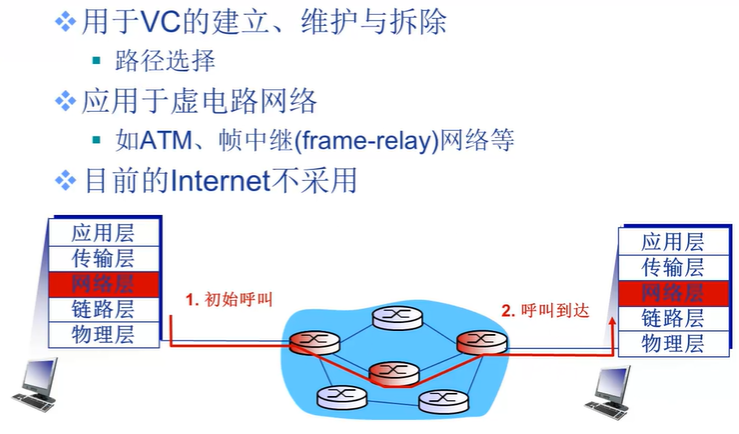 用于VC的建立、维护与拆除
路径选择
应用于虚电路网络
如ATM、帧中继(frame-relay)网络等
目前的Internet不采用
应用层
传输层
网络层
链路层
物理层
1. 初始呼叫
2. 呼叫到达
应用层
传输层
网络层
链路层
物理层